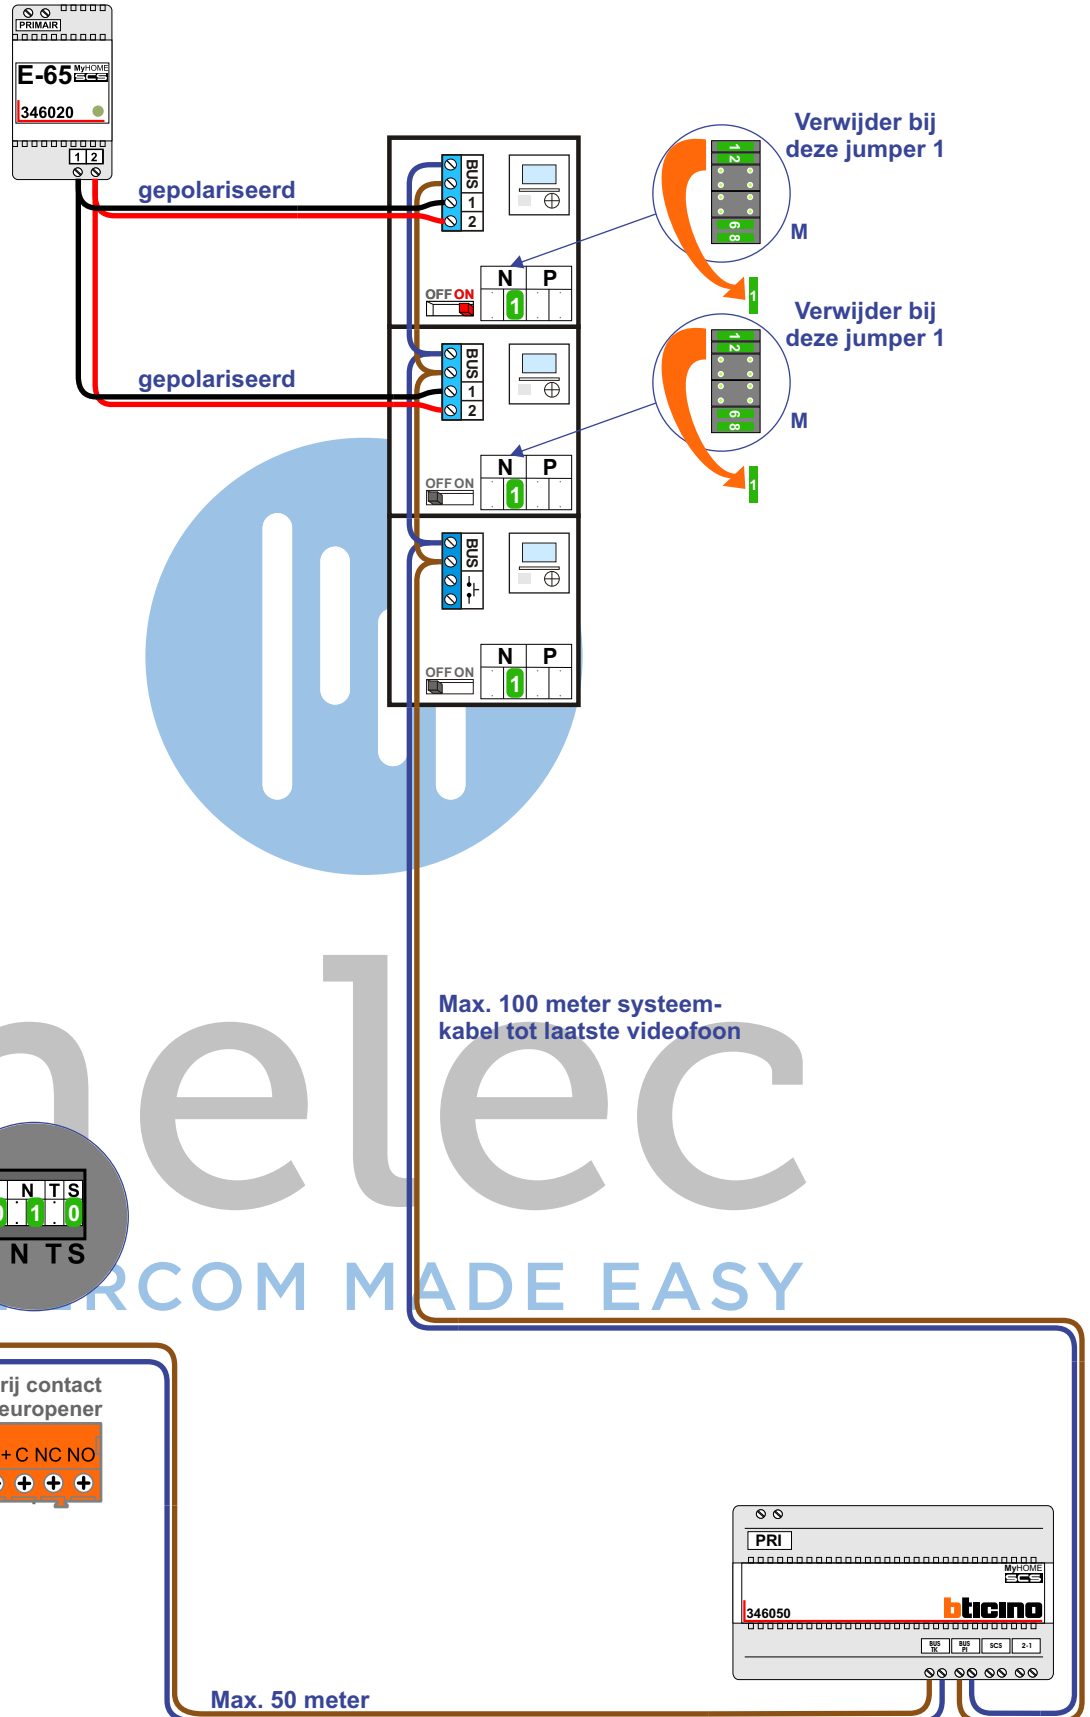 PRIMAIR
E-65 MyHOME SCS
346020
1 2
gepolariseerd
BUS
1
2
OFF ON
N P
1
Verwijder bij
deze jumper 1
1
2
6
8
M
1
gepolariseerd
BUS
1
2
OFF ON
N P
1
Verwijder bij
deze jumper 1
1
2
6
8
M
1
BUS
OFF ON
N P
1
Max. 100 meter systeem-
kabel tot laatste videofoon
nelec
N T S
0 1 0
N T S
RCOM MADE EASY
rij contact
europener
+ C NC NO
PRI
MyHOME
SCS
346050
bticino
BUS TK
BUS PI
SCS
2-1
Max. 50 meter